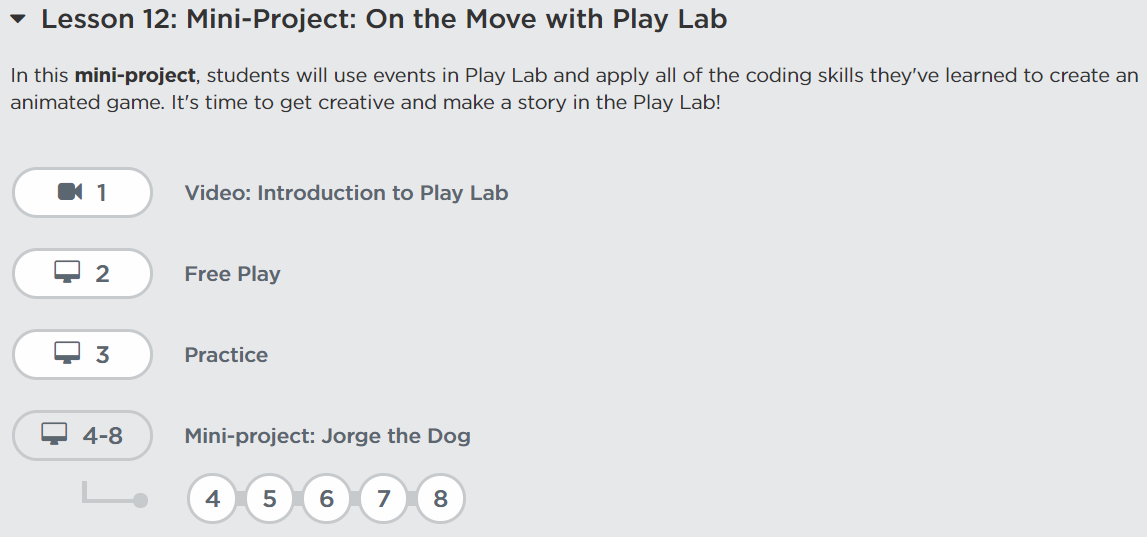 Lesson 12: Mini-Project: On the Move with Play Lab
In this mini-project, students will use events in Play Lab and apply all of the coding skills they've learned to create an
animated game. It's time to get creative and make a story in the Play Lab!
1 Video: Introduction to Play Lab
2 Free Play
3 Practice
4-8 Mini-project: Jorge the Dog
4 5 6 7 8